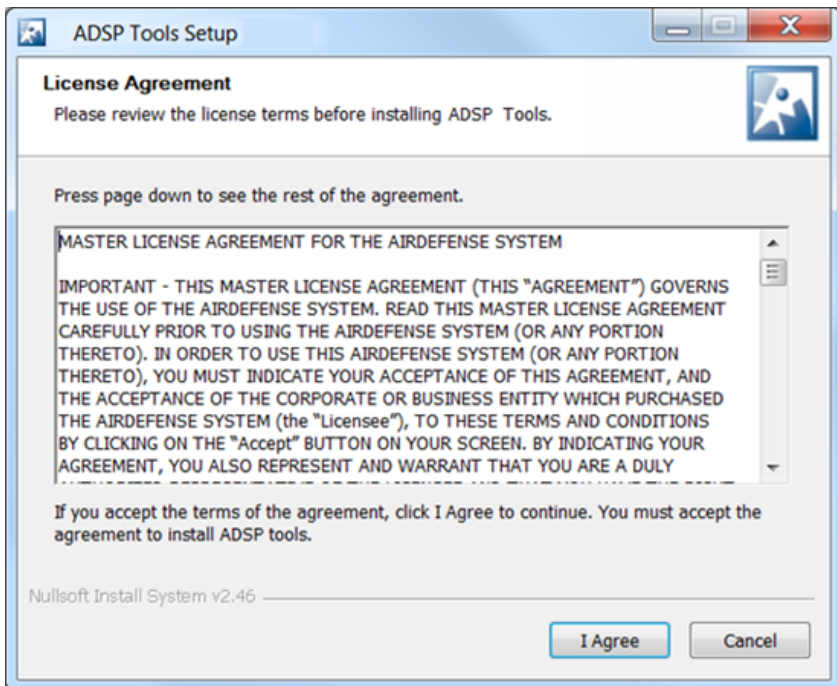 ADSP Tools Setup
License Agreement
Please review the license terms before installing ADSP Tools.
Press page down to see the rest of the agreement.
MASTER LICENSE AGREEMENT FOR THE AIRDEFENSE SYSTEM
IMPORTANT - THIS MASTER LICENSE AGREEMENT (THIS “AGREEMENT”) GOVERNS
THE USE OF THE AIRDEFENSE SYSTEM. READ THIS MASTER LICENSE AGREEMENT
CAREFULLY PRIOR TO USING THE AIRDEFENSE SYSTEM (OR ANY PORTION
THERETO). IN ORDER TO USE THIS AIRDEFENSE SYSTEM (OR ANY PORTION
THERETO), YOU MUST INDICATE YOUR ACCEPTANCE OF THIS AGREEMENT, AND
THE ACCEPTANCE OF THE CORPORATE OR BUSINESS ENTITY WHICH PURCHASED
THE AIRDEFENSE SYSTEM (the “Licensee”), TO THESE TERMS AND CONDITIONS
BY CLICKING ON THE “Accept” BUTTON ON YOUR SCREEN. BY INDICATING YOUR
AGREEMENT, YOU ALSO REPRESENT AND WARRANT THAT YOU ARE A DULY
If you accept the terms of the agreement, click I Agree to continue. You must accept the
agreement to install ADSP tools.
Nullsoft Install System v2.46
I Agree
Cancel